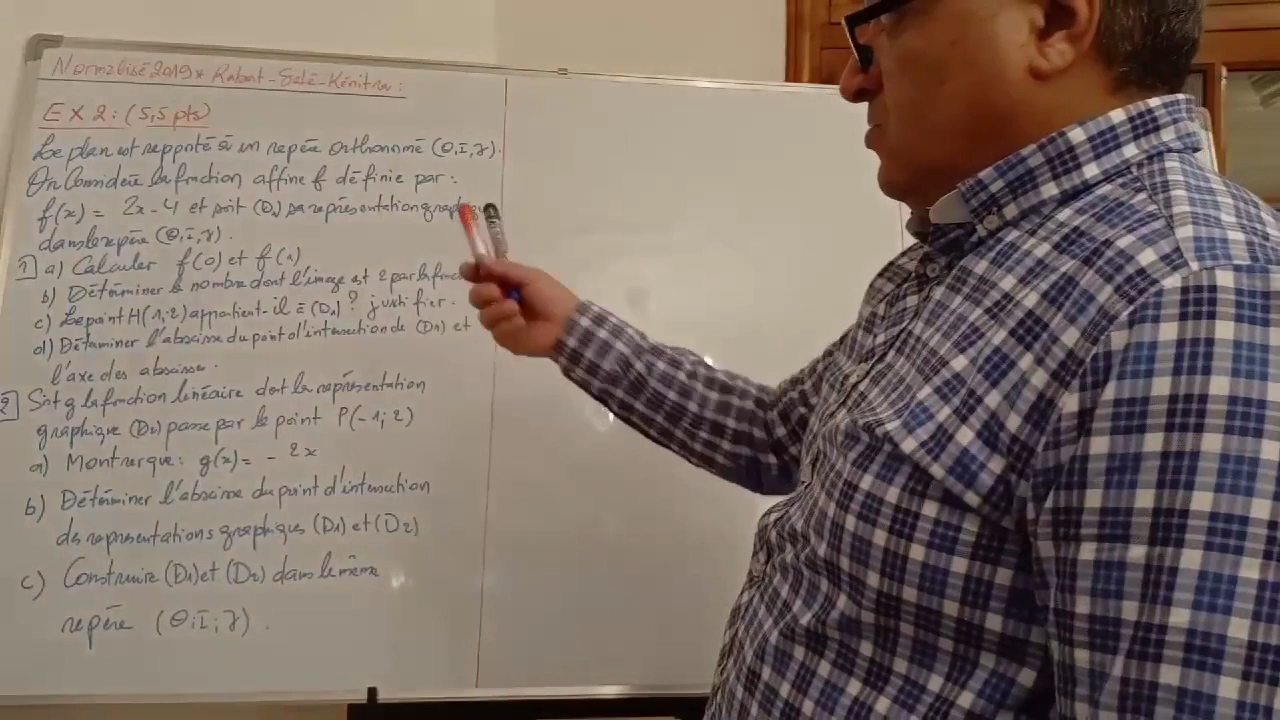 Normalisé 2019 * Rabat-Salé-Kénitra :
EX 2 : (5,5 pts)
Le plan est rapporté à un repère orthonormé (O,I,J).
On Considère la fonction affine f définie par :
f(x) = 2x - 4 et soit (D1) sa représentation graphique
dans le repère (O,I,J).
1) a) Calculer f(0) et f(1)
b) Déterminer le nombre dont l'image est 2 par la fonc
c) Le point H(1;2) appartient-il à (D1) ? justifier.
d) Déterminer l'abscisse du point d'intersection de (D1) et
l'axe des abscisses.
2 Soit g la fonction linéaire dont la représentation
graphique (D2) passe par le point P(-1;2)
a) Montrer que : g(x) = - 2x
b) Déterminer l'abscisse du point d'intersection
des représentations graphiques (D1) et (D2)
c) Construire (D1) et (D2) dans le même
repère (O;I;J).